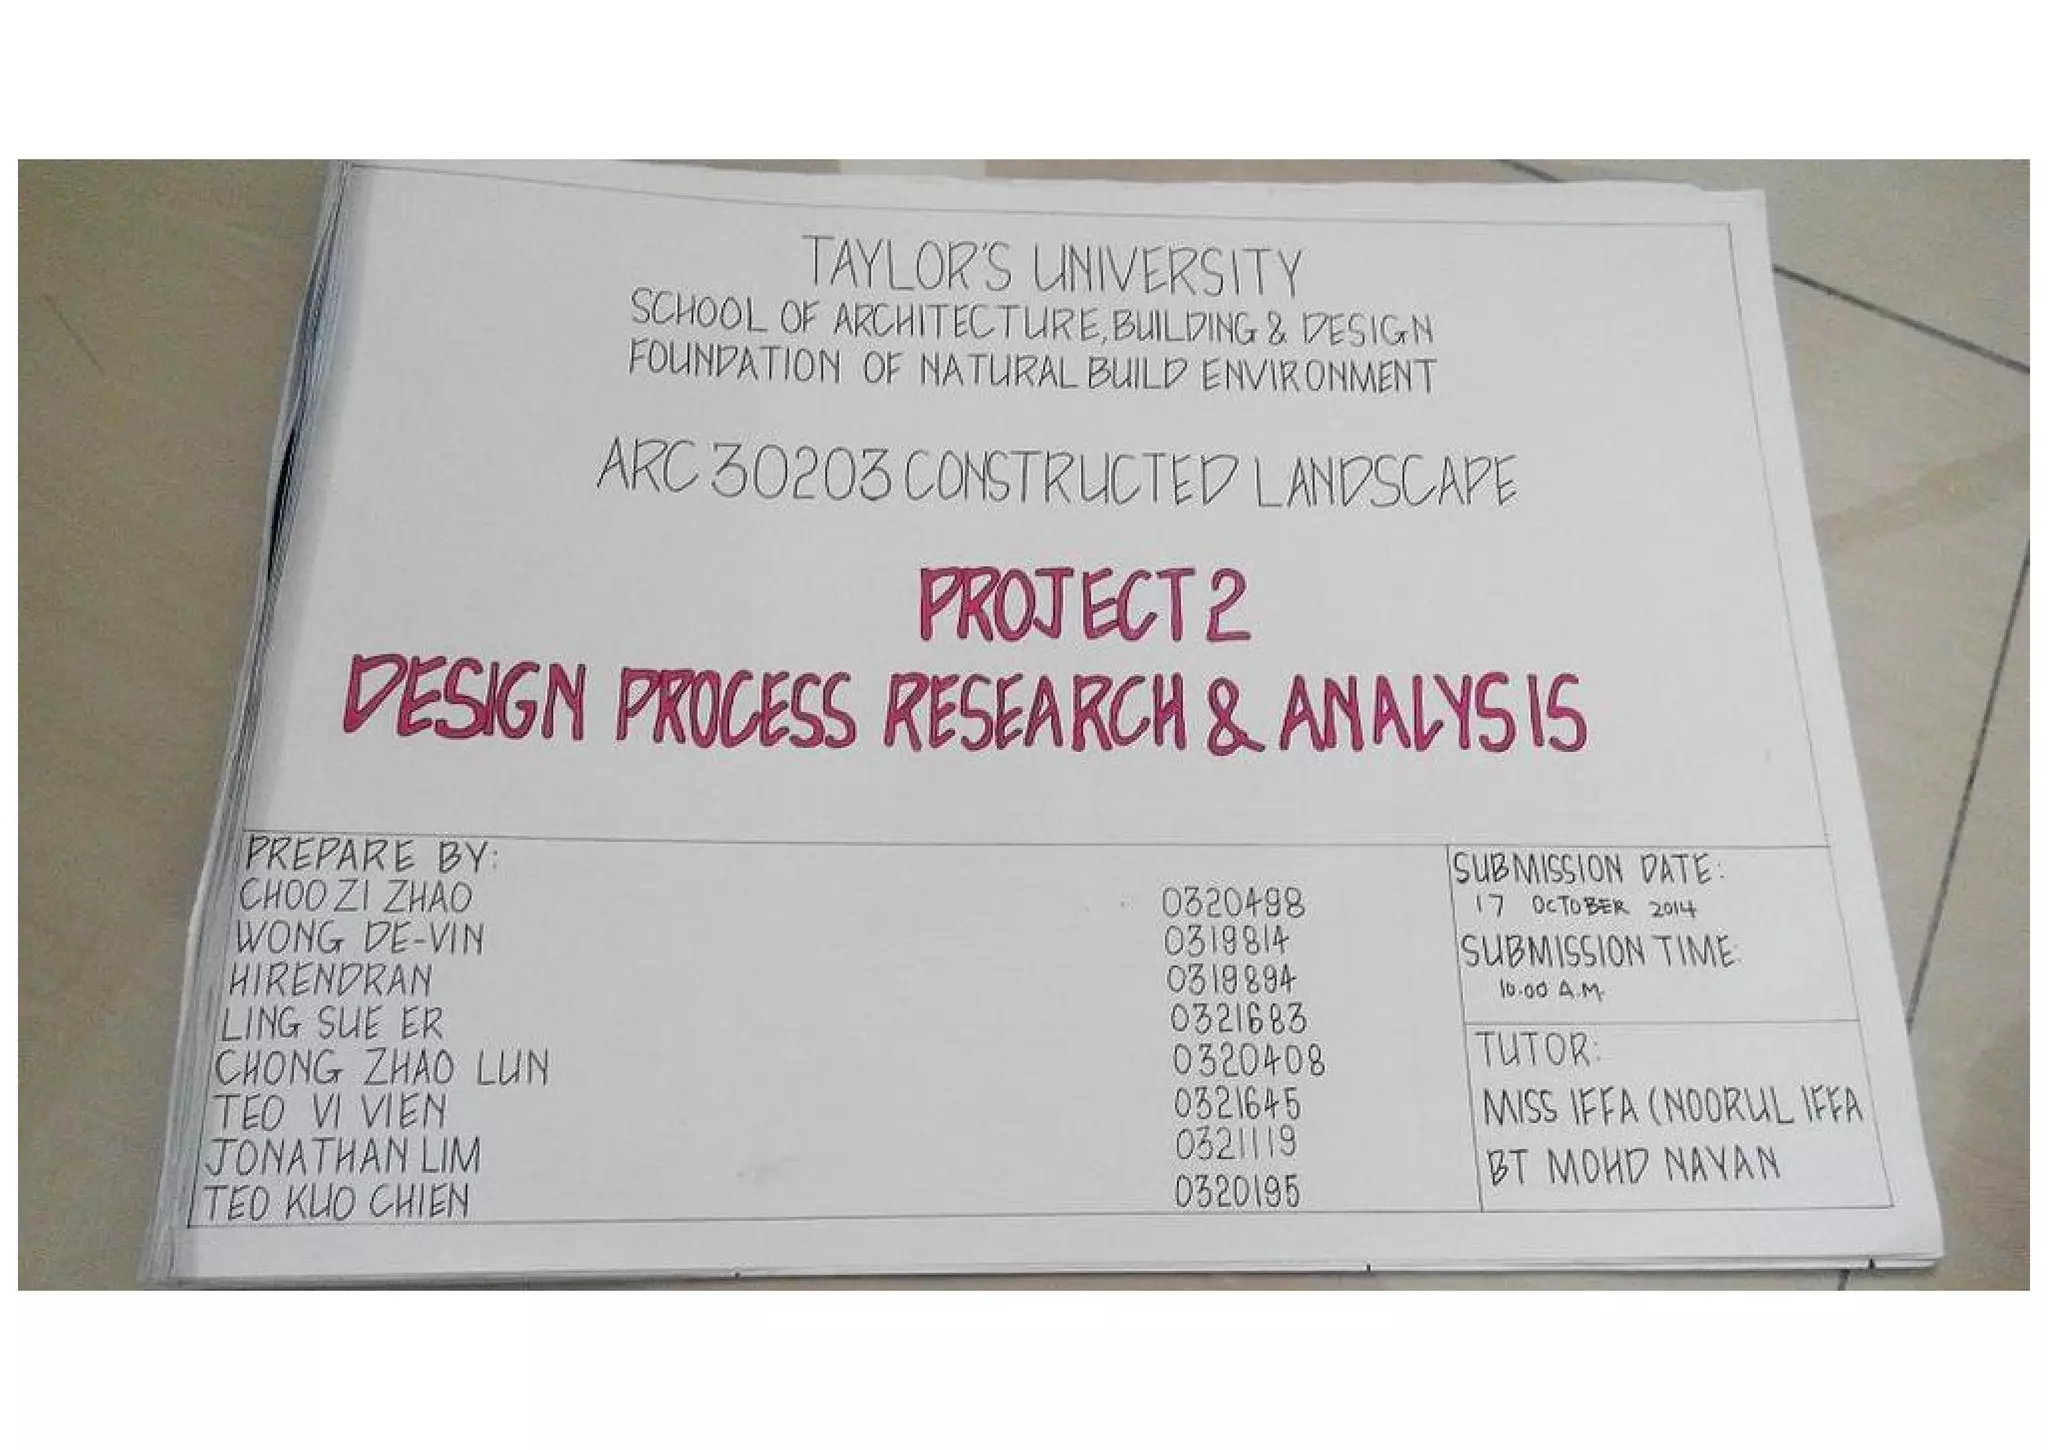 TAYLOR'S UNIVERSITY
SCHOOL OF ARCHITECTURE, BUILDING & DESIGN
FOUNDATION OF NATURAL BUILD ENVIRONMENT
ARC 30203 CONSTRUCTED LANDSCAPE
PROJECT 2
DESIGN PROCESS RESEARCH & ANALYSIS
PREPARE BY:
CHOO ZI ZHAO 0320498
WONG DE-VIN 0319814
HIRENDRAN 0319894
LING SUE ER 0321683
CHONG ZHAO LUN 0320408
TEO VI VIEN 0321645
JONATHAN LIM 0321119
TEO KUO CHIEN 0320195
SUBMISSION DATE:
17 OCTOBER 2014
SUBMISSION TIME:
10.00 A.M.
TUTOR:
MISS IFFA (NOORUL IFFA
BT MOHD NAYAN